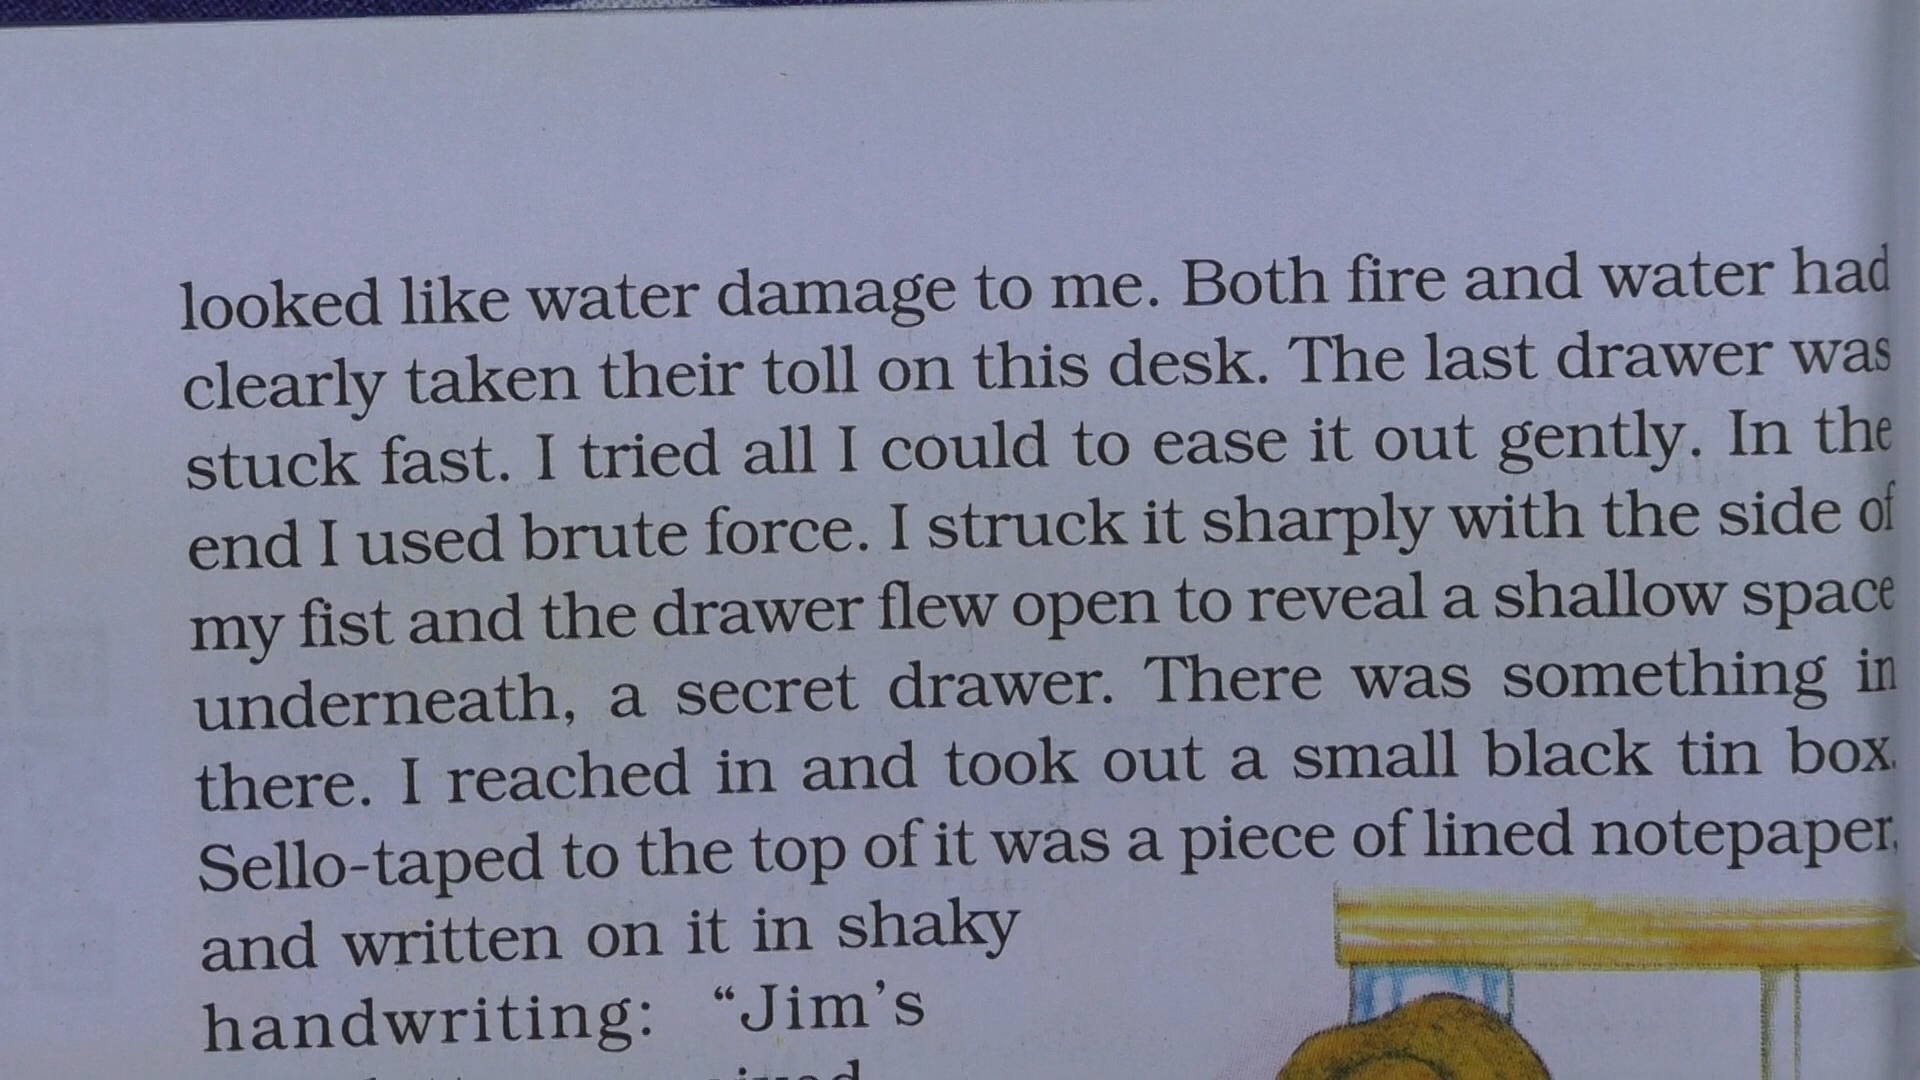 looked like water damage to me. Both fire and water had
clearly taken their toll on this desk. The last drawer was
stuck fast. I tried all I could to ease it out gently. In the
end I used brute force. I struck it sharply with the side of
my fist and the drawer flew open to reveal a shallow space
underneath, a secret drawer. There was something in
there. I reached in and took out a small black tin box.
Sello-taped to the top of it was a piece of lined notepaper,
and written on it in shaky
handwriting: “Jim’s